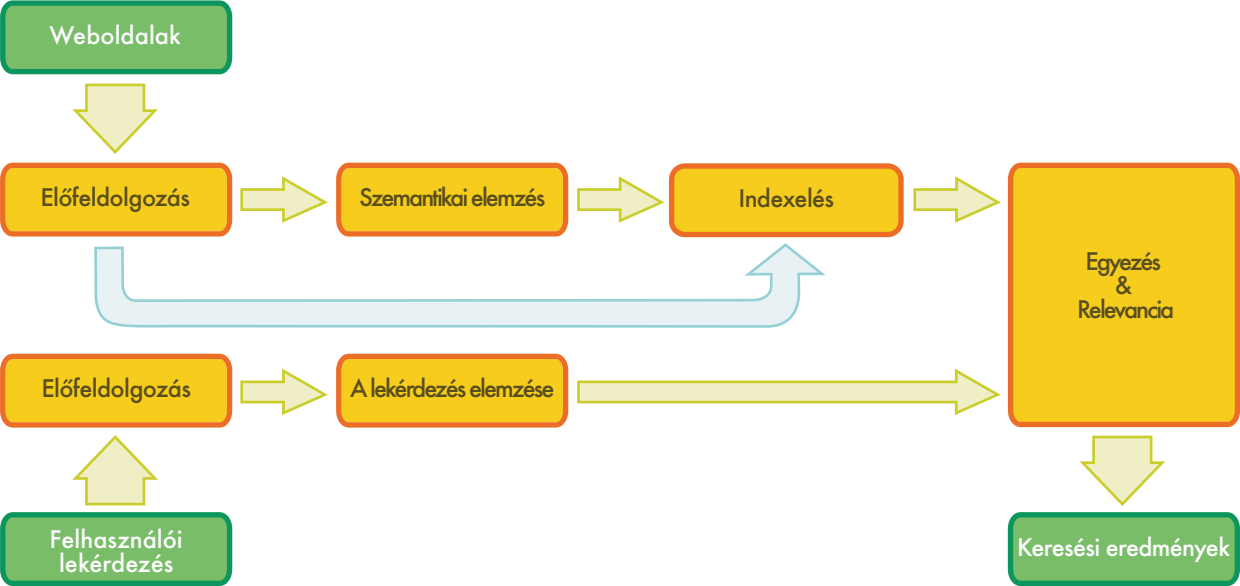 Weboldalak
Előfeldolgozás
Szemantikai elemzés
Indexelés
Egyezés
&
Relevancia
Előfeldolgozás
A lekérdezés elemzése
Felhasználói
lekérdezés
Keresési eredmények